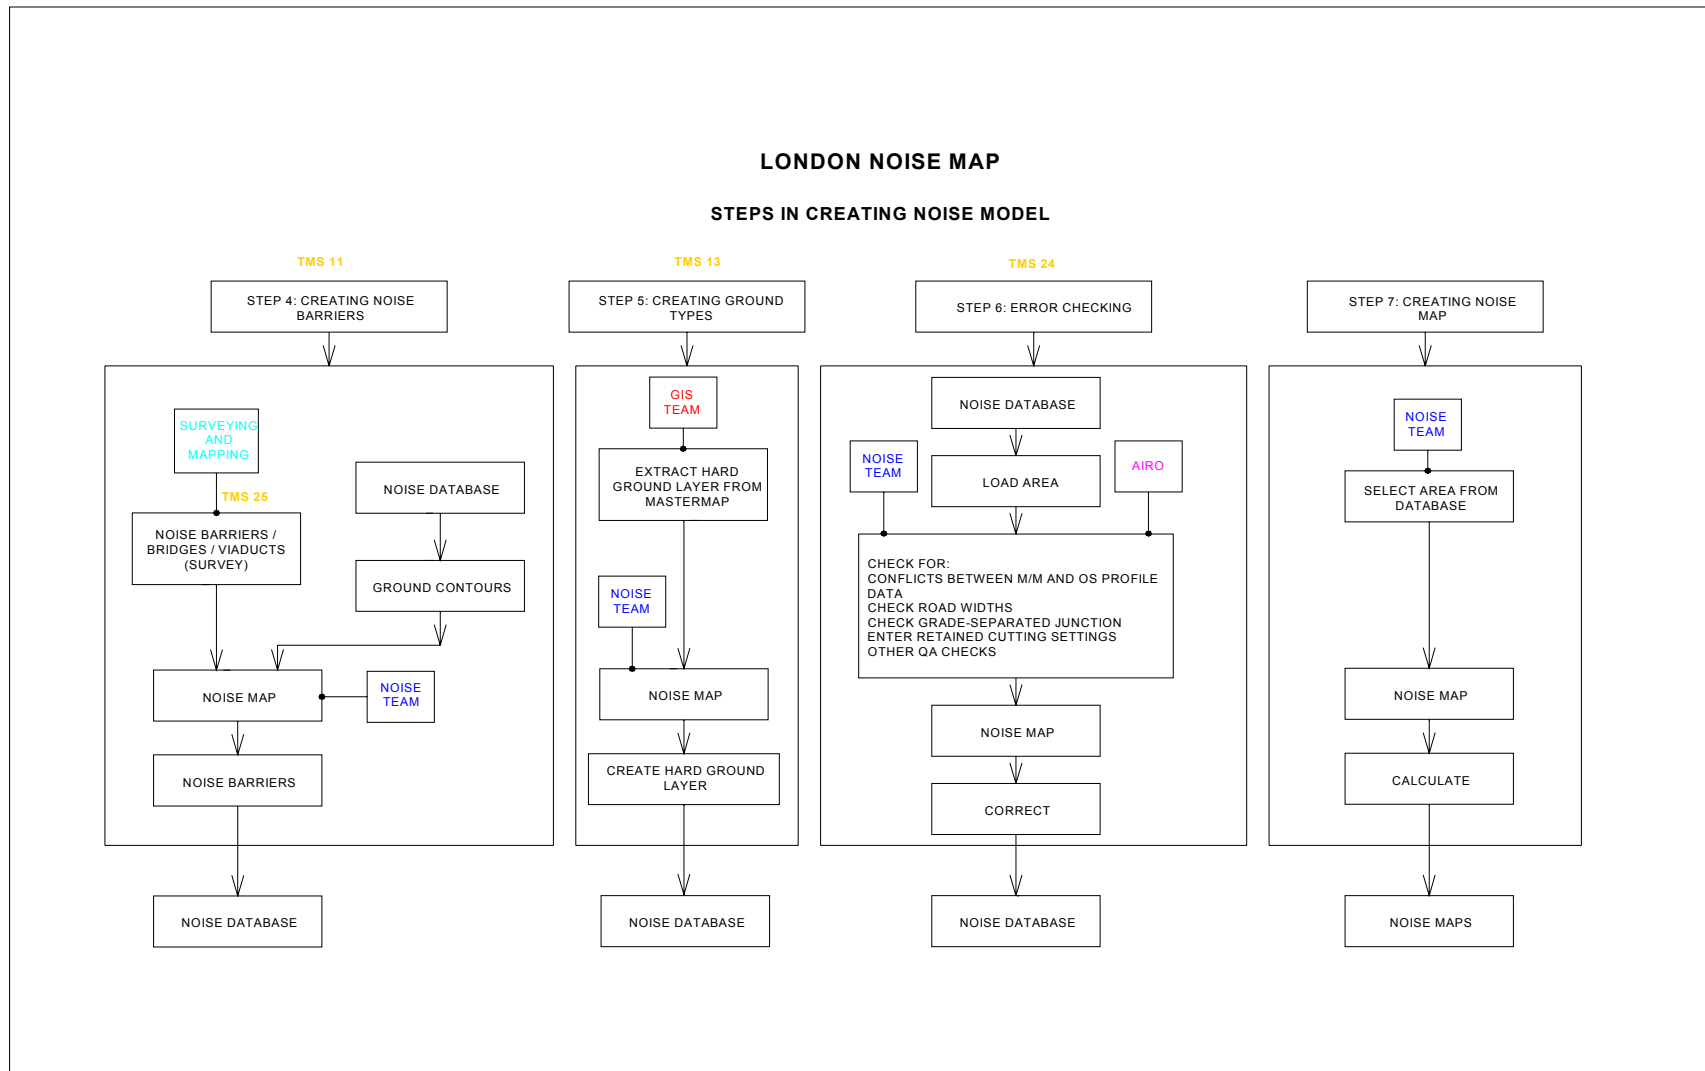 LONDON NOISE MAP
STEPS IN CREATING NOISE MODEL
TMS 11
STEP 4: CREATING NOISE
BARRIERS
SURVEYING
AND
MAPPING
TMS 25
NOISE BARRIERS /
BRIDGES / VIADUCTS
(SURVEY)
NOISE DATABASE
GROUND CONTOURS
NOISE MAP
NOISE
TEAM
NOISE BARRIERS
NOISE DATABASE
TMS 13
STEP 5: CREATING GROUND
TYPES
GIS
TEAM
EXTRACT HARD
GROUND LAYER FROM
MASTERMAP
NOISE
TEAM
NOISE MAP
CREATE HARD GROUND
LAYER
NOISE DATABASE
TMS 24
STEP 6: ERROR CHECKING
NOISE DATABASE
NOISE
TEAM
LOAD AREA
AIRO
CHECK FOR:
CONFLICTS BETWEEN M/M AND OS PROFILE
DATA
CHECK ROAD WIDTHS
CHECK GRADE-SEPARATED JUNCTION
ENTER RETAINED CUTTING SETTINGS
OTHER QA CHECKS
NOISE MAP
CORRECT
NOISE DATABASE
STEP 7: CREATING NOISE
MAP
NOISE
TEAM
SELECT AREA FROM
DATABASE
NOISE MAP
CALCULATE
NOISE MAPS